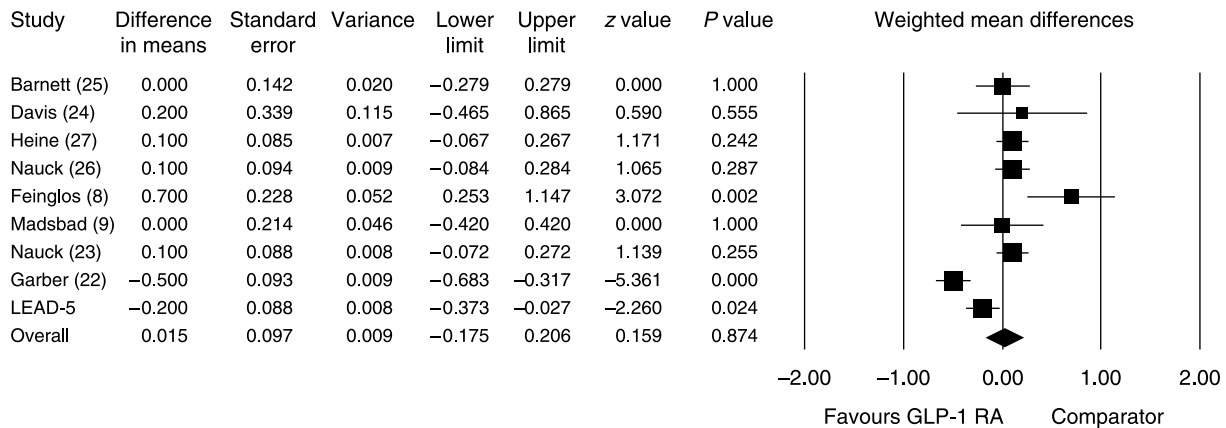 Study Difference in means Standard error Variance Lower limit Upper limit z value P value Weighted mean differences
Barnett (25) 0.000 0.142 0.020 −0.279 0.279 0.000 1.000
Davis (24) 0.200 0.339 0.115 −0.465 0.865 0.590 0.555
Heine (27) 0.100 0.085 0.007 −0.067 0.267 1.171 0.242
Nauck (26) 0.100 0.094 0.009 −0.084 0.284 1.065 0.287
Feinglos (8) 0.700 0.228 0.052 0.253 1.147 3.072 0.002
Madsbad (9) 0.000 0.214 0.046 −0.420 0.420 0.000 1.000
Nauck (23) 0.100 0.088 0.008 −0.072 0.272 1.139 0.255
Garber (22) −0.500 0.093 0.009 −0.683 −0.317 −5.361 0.000
LEAD-5 −0.200 0.088 0.008 −0.373 −0.027 −2.260 0.024
Overall 0.015 0.097 0.009 −0.175 0.206 0.159 0.874
−2.00 −1.00 0.00 1.00 2.00
Favours GLP-1 RA Comparator